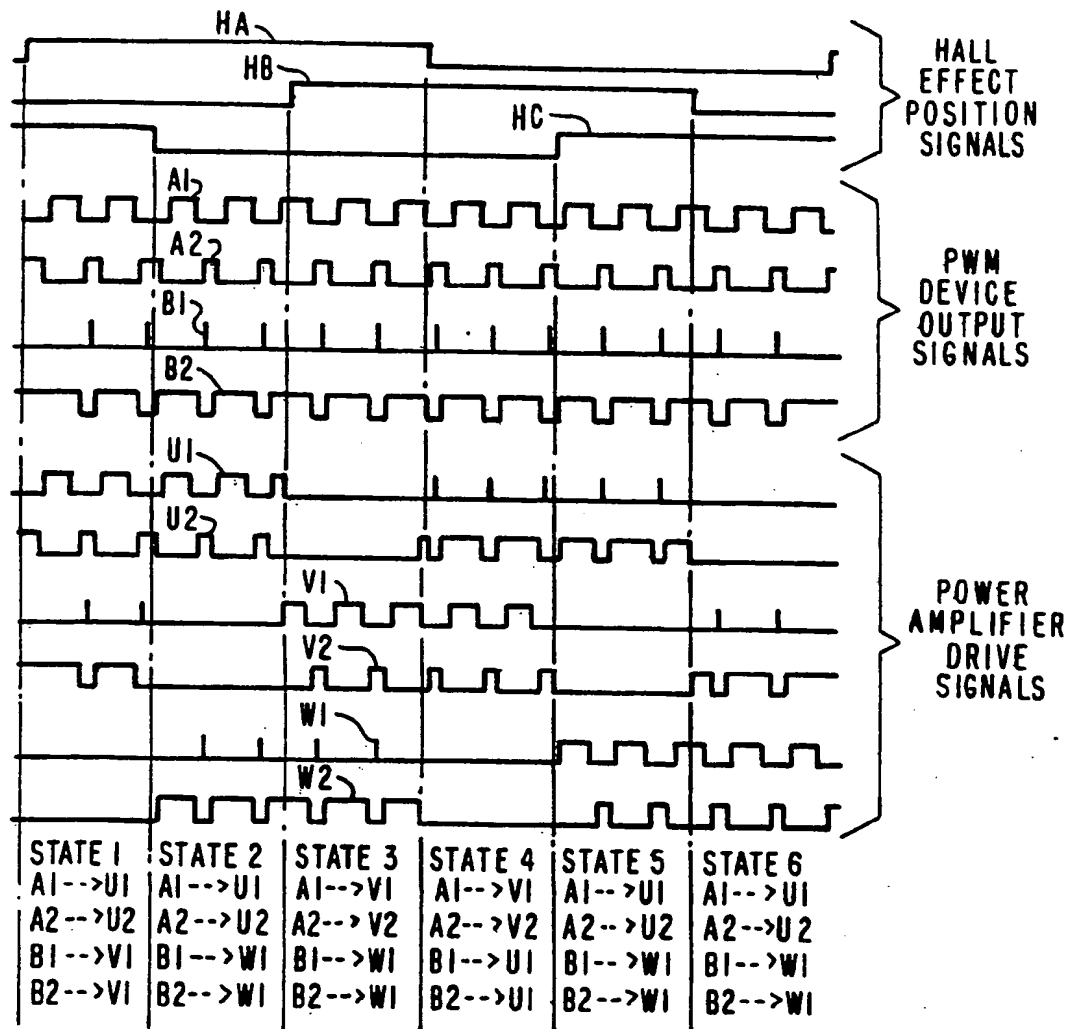 HA
HB
HC
HALL
EFFECT
POSITION
SIGNALS
A1
A2
B1
B2
PWM
DEVICE
OUTPUT
SIGNALS
U1
U2
V1
V2
W1
W2
POWER
AMPLIFIER
DRIVE
SIGNALS
STATE 1
A1-->U1
A2-->U2
B1-->V1
B2-->V1
STATE 2
A1-->U1
A2-->U2
B1-->W1
B2-->W1
STATE 3
A1-->V1
A2-->V2
B1-->W1
B2-->W1
STATE 4
A1-->V1
A2-->V2
B1-->U1
B2-->U1
STATE 5
A1-->U1
A2-->U2
B1-->W1
B2-->W1
STATE 6
A1-->U1
A2-->U2
B1-->W1
B2-->W1